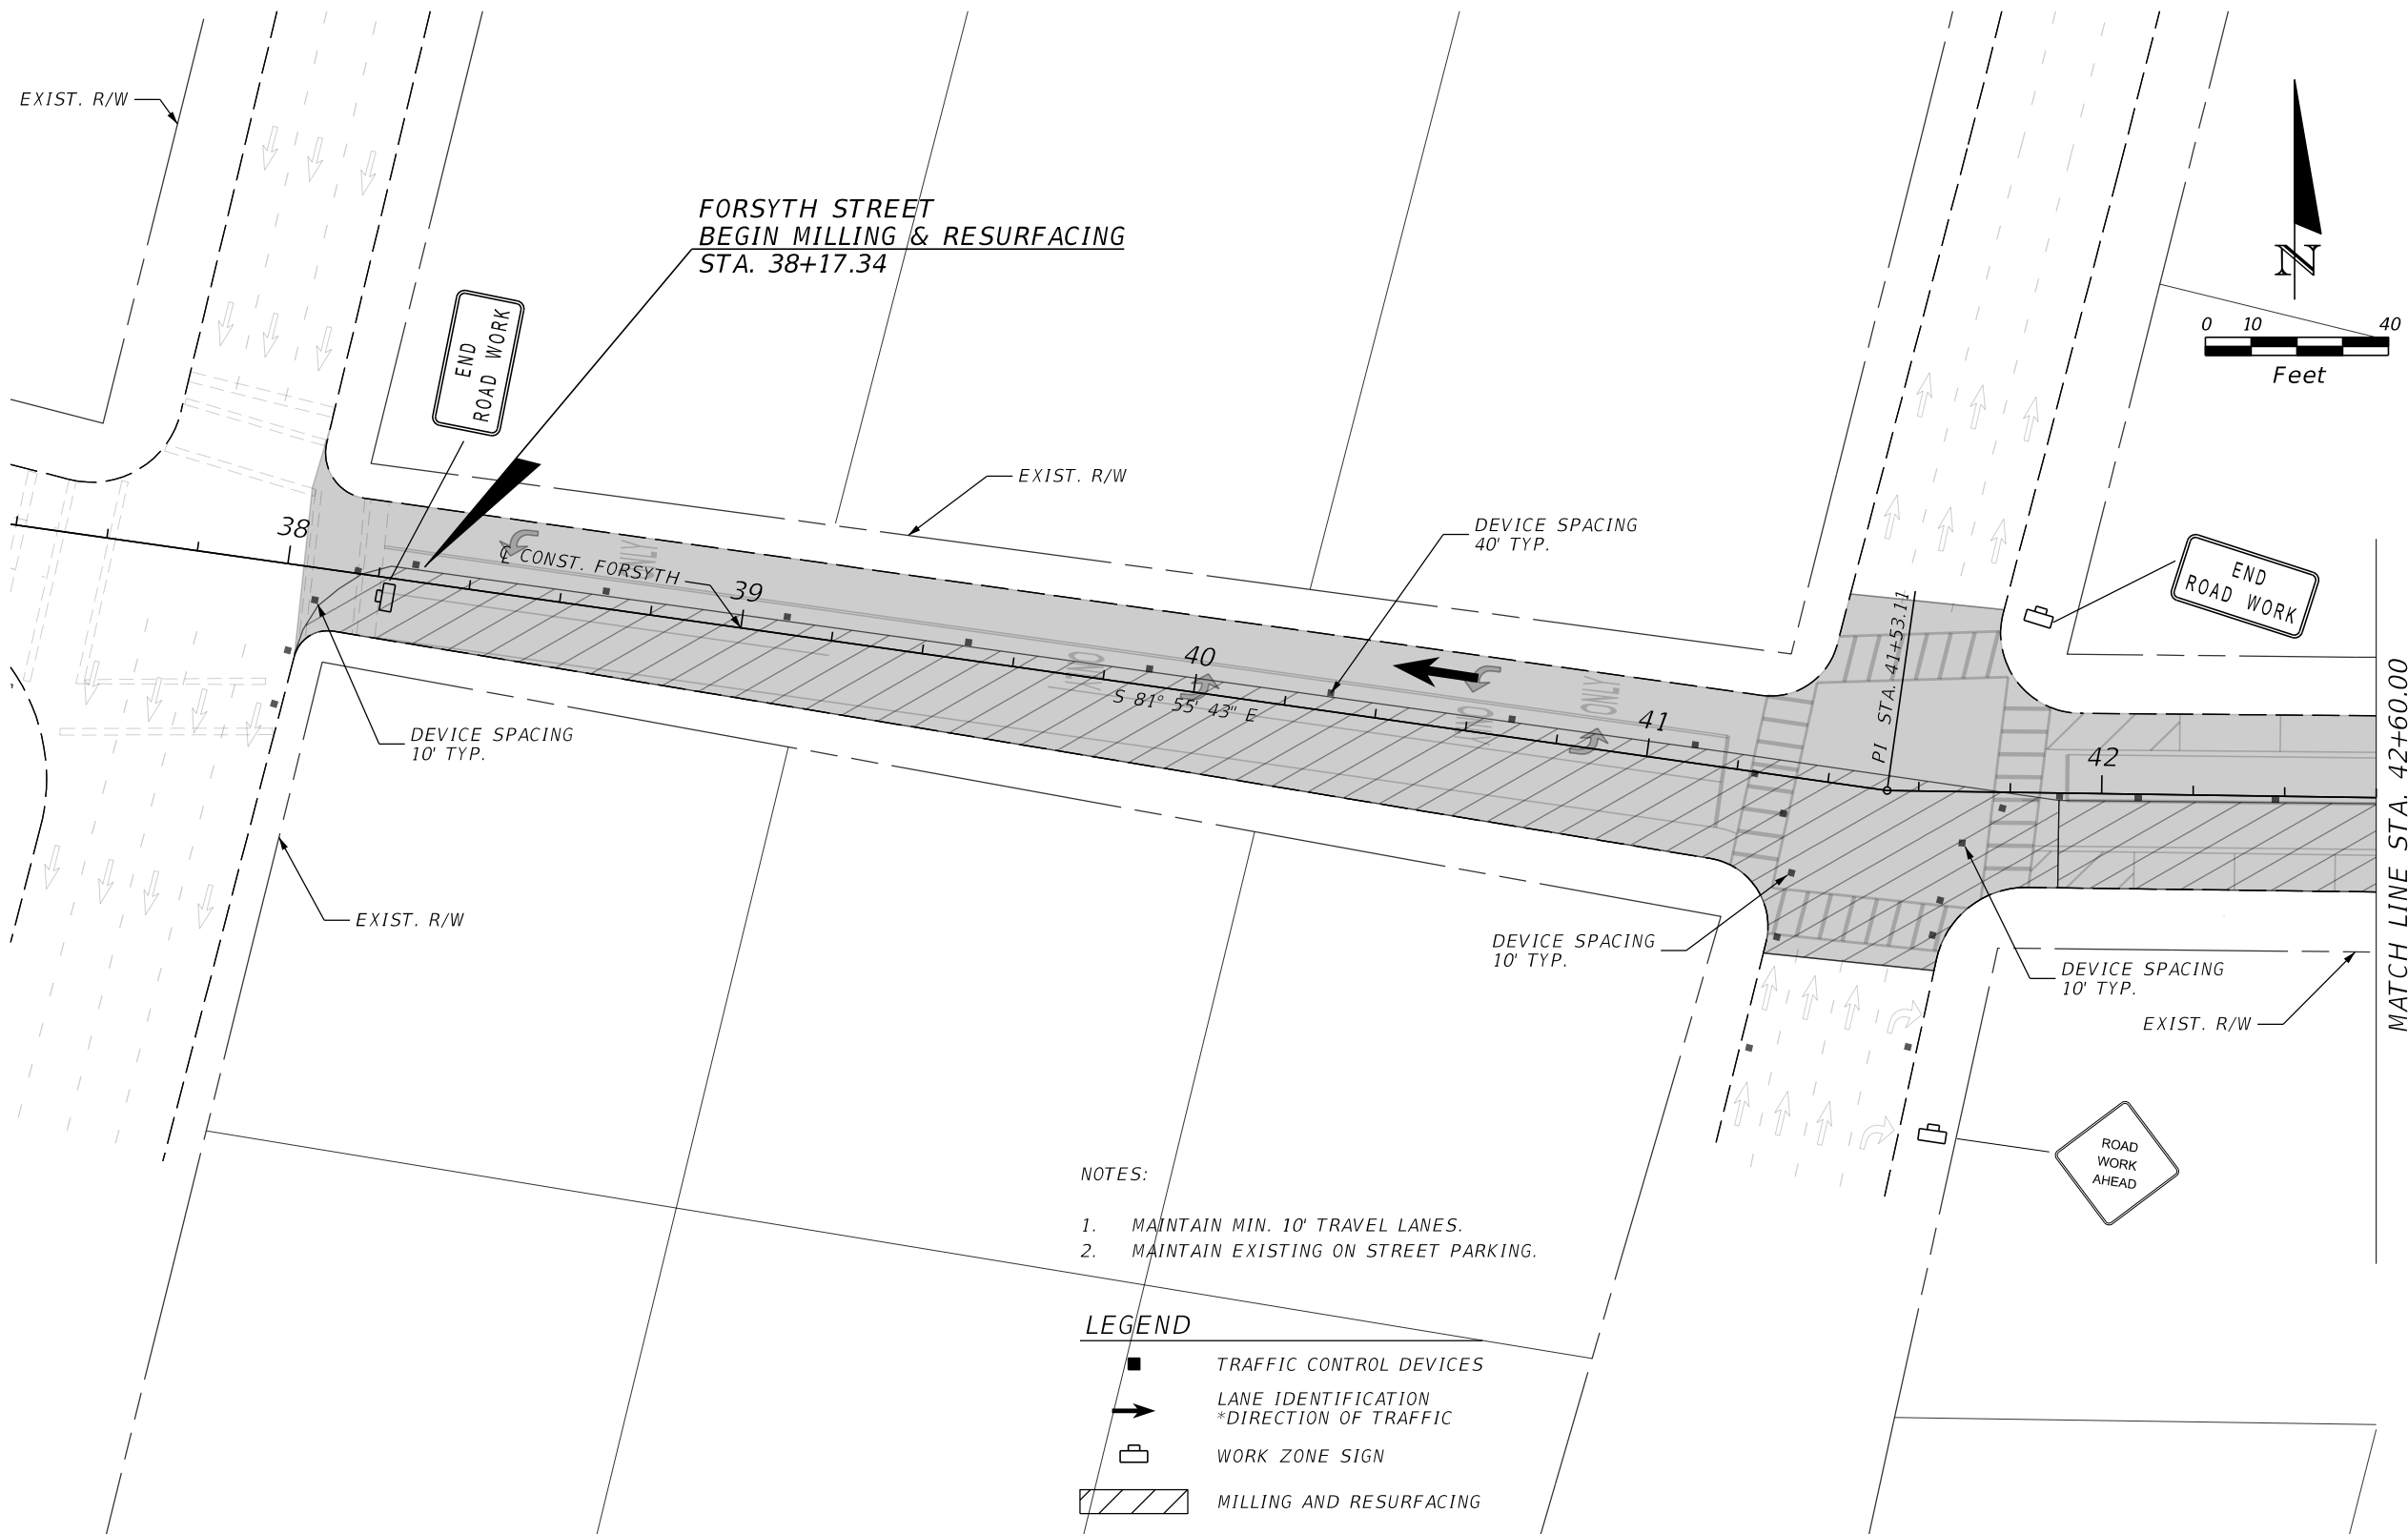 EXIST. R/W
FORSYTH STREET
BEGIN MILLING & RESURFACING
STA. 38+17.34
N
0 10 40
Feet
END
ROAD WORK
EXIST. R/W
DEVICE SPACING
40' TYP.
END
ROAD WORK
38
℄ CONST. FORSYTH
ONLY
39
40
ONLY
S 81° 55' 43" E
ONLY
ONLY
41
PI STA. 41+53.11
42
MATCH LINE STA. 42+60.00
DEVICE SPACING
10' TYP.
EXIST. R/W
DEVICE SPACING
10' TYP.
DEVICE SPACING
10' TYP.
EXIST. R/W
ROAD
WORK
AHEAD
NOTES:
1. MAINTAIN MIN. 10' TRAVEL LANES.
2. MAINTAIN EXISTING ON STREET PARKING.
LEGEND
TRAFFIC CONTROL DEVICES
LANE IDENTIFICATION
*DIRECTION OF TRAFFIC
WORK ZONE SIGN
MILLING AND RESURFACING